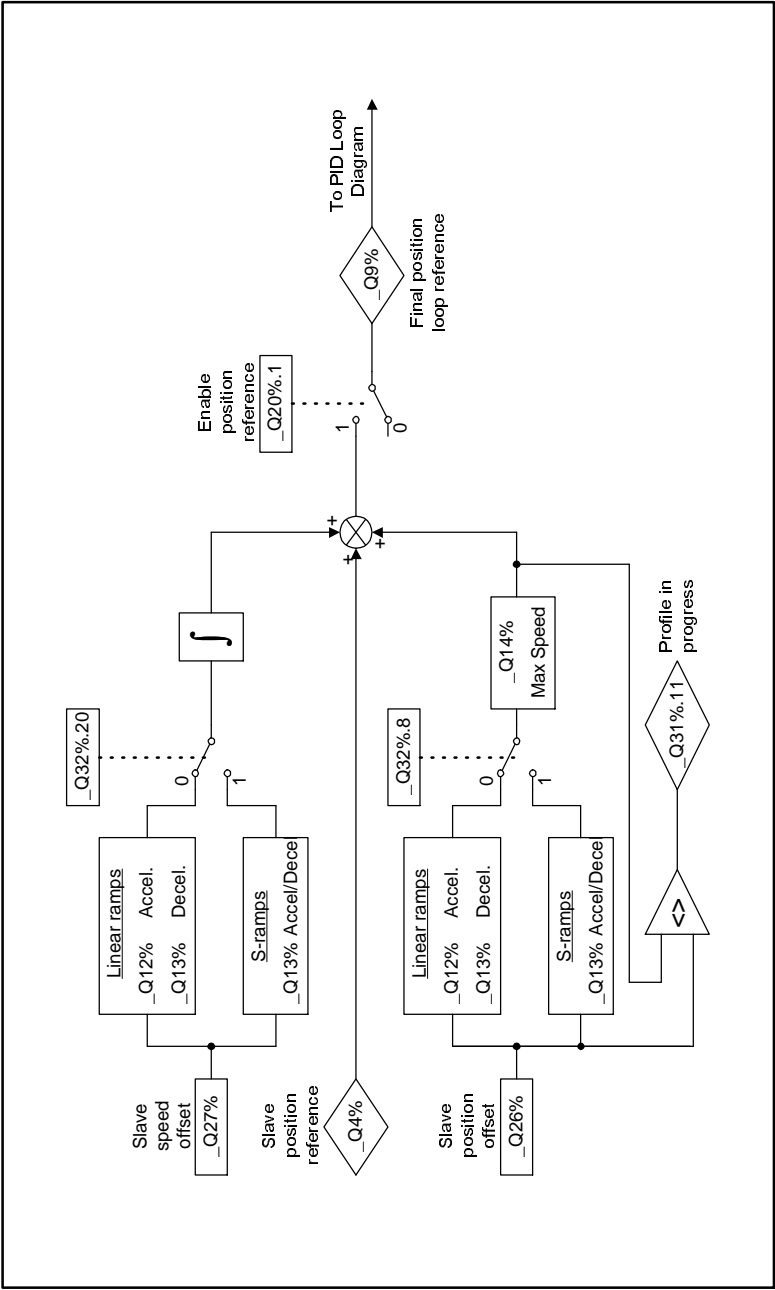 Slave
speed
offset
_Q27%
Linear ramps
_Q12%   Accel.
_Q13%   Decel.
S-ramps
_Q13% Accel/Decel
_Q32%.20
0
1
∫
Slave
position
reference
_Q4%
+
+
+
Enable
position
reference
_Q20%.1
1
0
_Q9%
Final position
loop reference
To PID Loop
Diagram
Slave
position
offset
_Q26%
Linear ramps
_Q12%   Accel.
_Q13%   Decel.
S-ramps
_Q13% Accel/Decel
_Q32%.8
0
1
_Q14%
Max Speed
<>
_Q31%.11
Profile in
progress